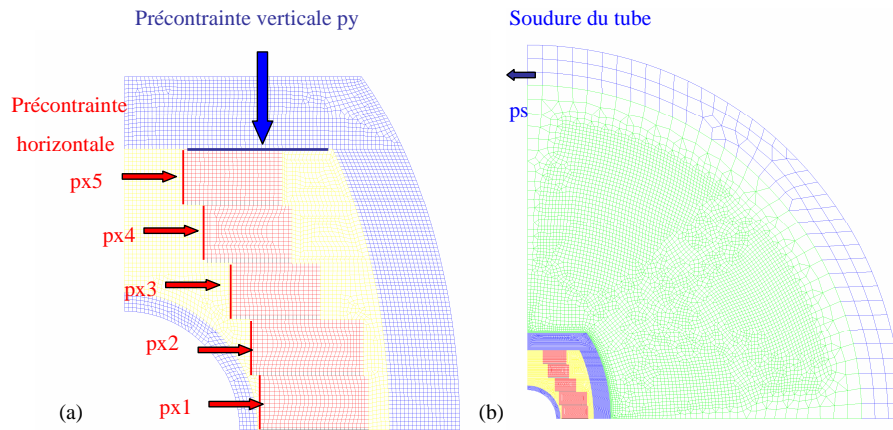 Précontrainte verticale py
Soudure du tube
Précontrainte
horizontale
ps
px5
px4
px3
px2
px1
(a)
(b)